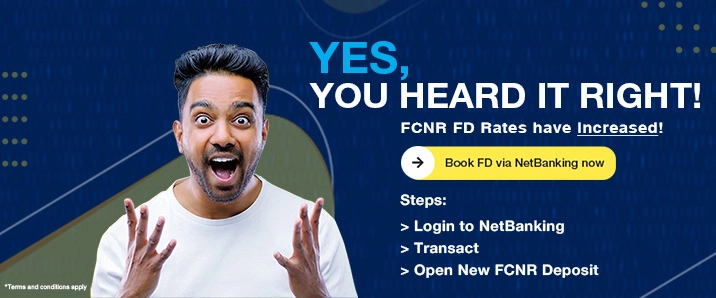 YES,
YOU HEARD IT RIGHT!
FCNR FD Rates have Increased!
Book FD via NetBanking now
Steps:
> Login to NetBanking
> Transact
> Open New FCNR Deposit
*Terms and conditions apply